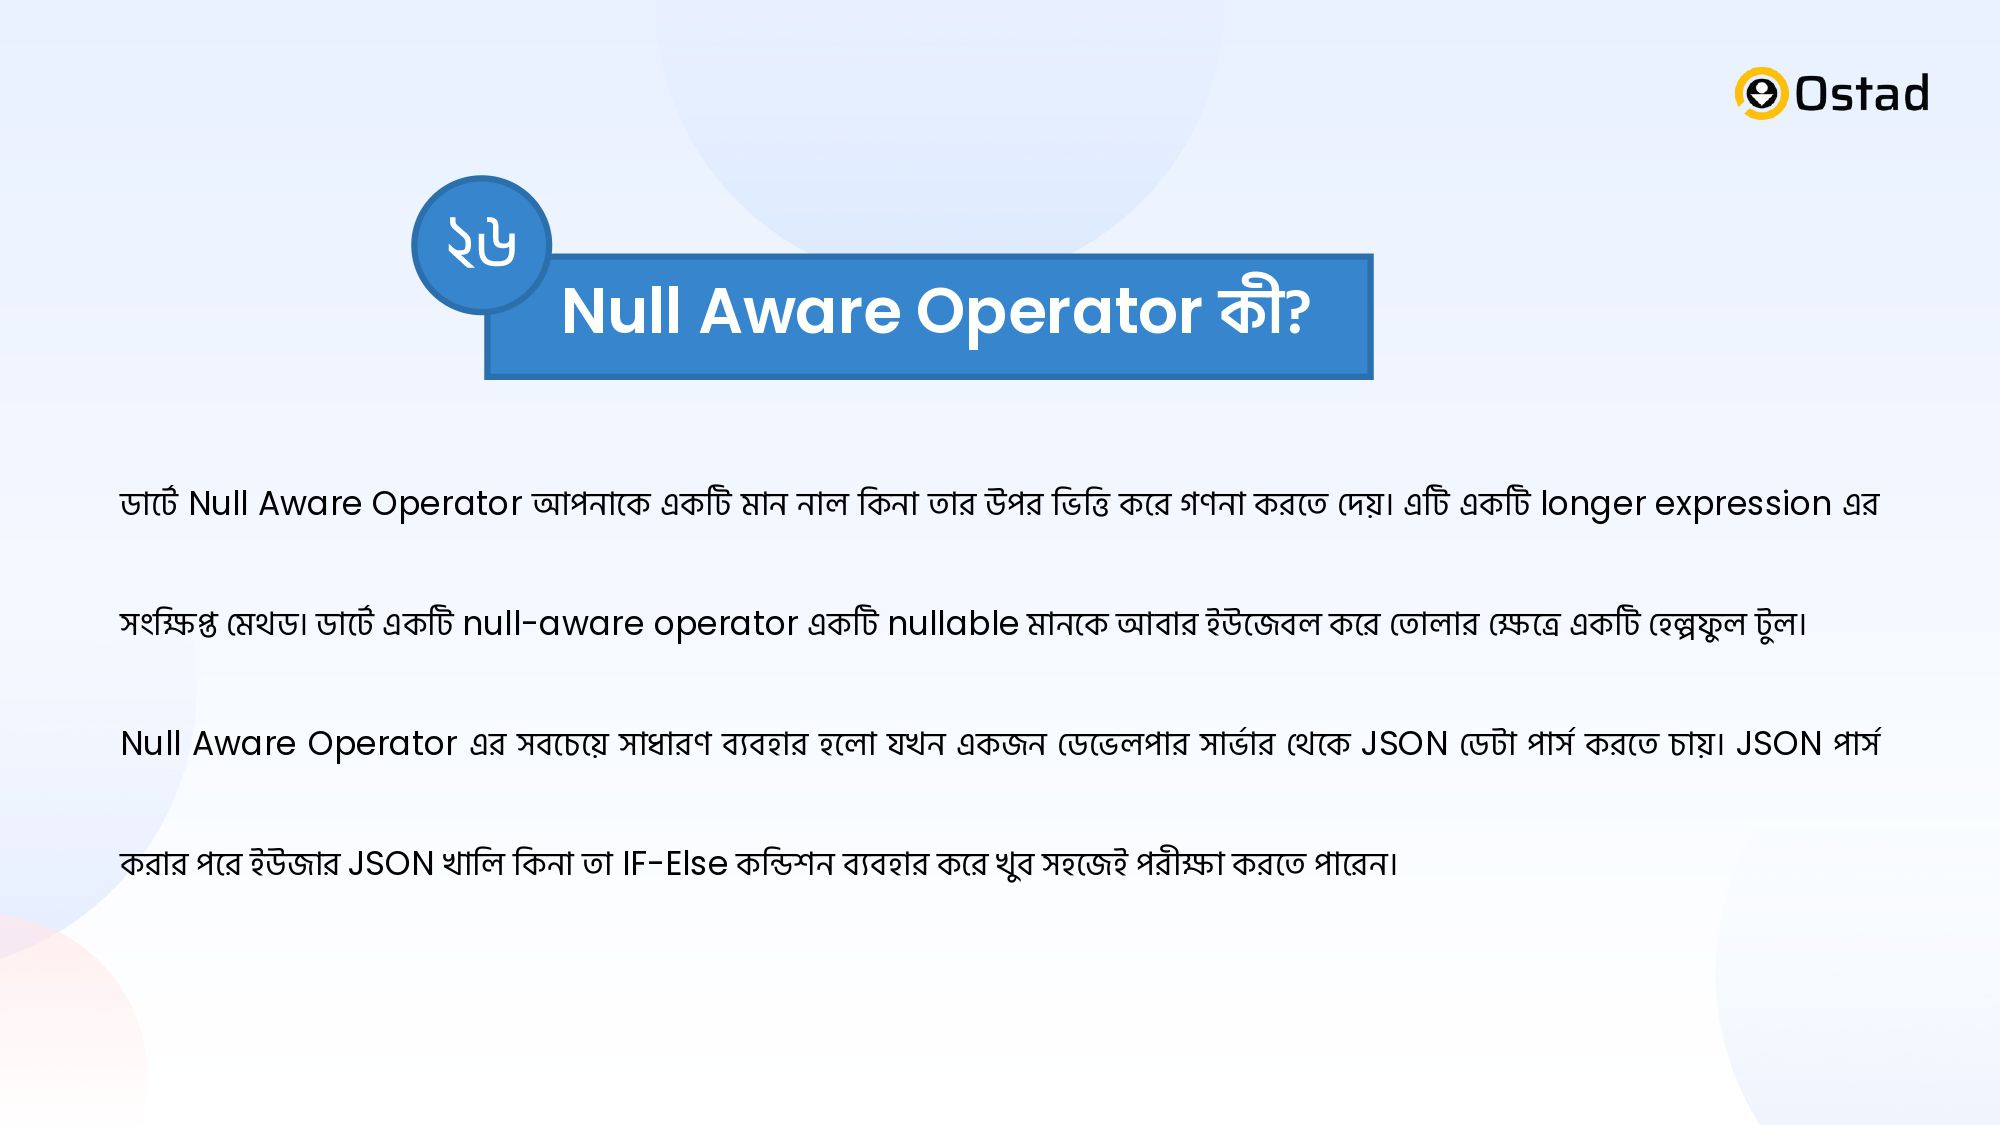 Ostad
২৬
Null Aware Operator কী?
ডার্টে Null Aware Operator আপনাকে একটি মান নাল কিনা তার উপর ভিত্তি করে গণনা করতে দেয়। এটি একটি longer expression এর
সংক্ষিপ্ত মেথড। ডার্টে একটি null-aware operator একটি nullable মানকে আবার ইউজেবল করে তোলার ক্ষেত্রে একটি হেল্পফুল টুল।
Null Aware Operator এর সবচেয়ে সাধারণ ব্যবহার হলো যখন একজন ডেভেলপার সার্ভার থেকে JSON ডেটা পার্স করতে চায়। JSON পার্স
করার পরে ইউজার JSON খালি কিনা তা IF-Else কন্ডিশন ব্যবহার করে খুব সহজেই পরীক্ষা করতে পারেন।